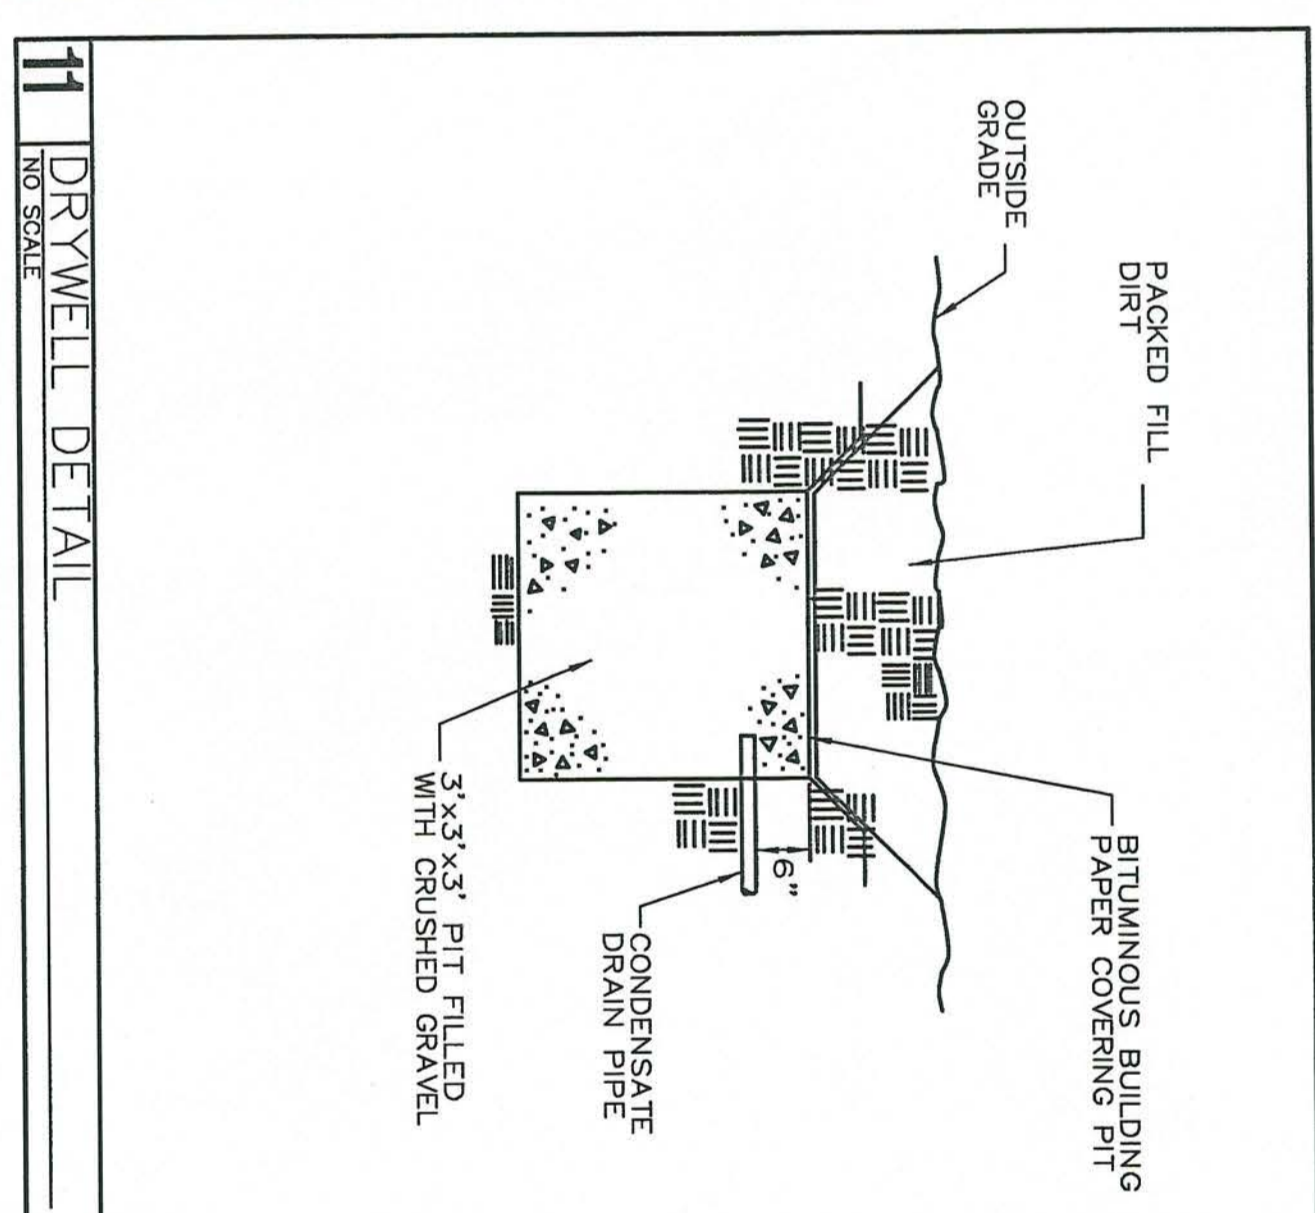 OUTSIDE
GRADE
PACKED FILL
DIRT
BITUMINOUS BUILDING
PAPER COVERING PIT
6"
CONDENSATE
DRAIN PIPE
3'x3'x3' PIT FILLED
WITH CRUSHED GRAVEL
11
DRYWELL DETAIL
NO SCALE